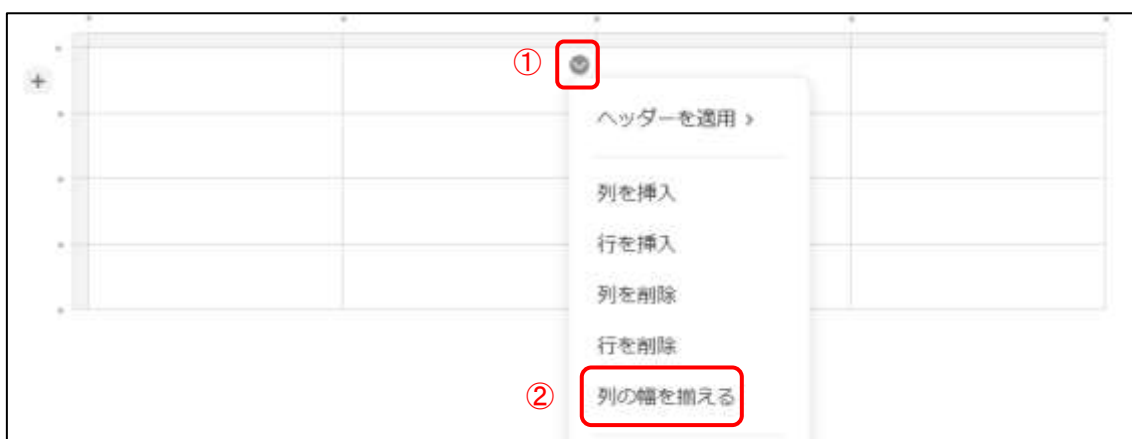 ①
ヘッダーを適用 ›
列を挿入
行を挿入
列を削除
行を削除
②
列の幅を揃える